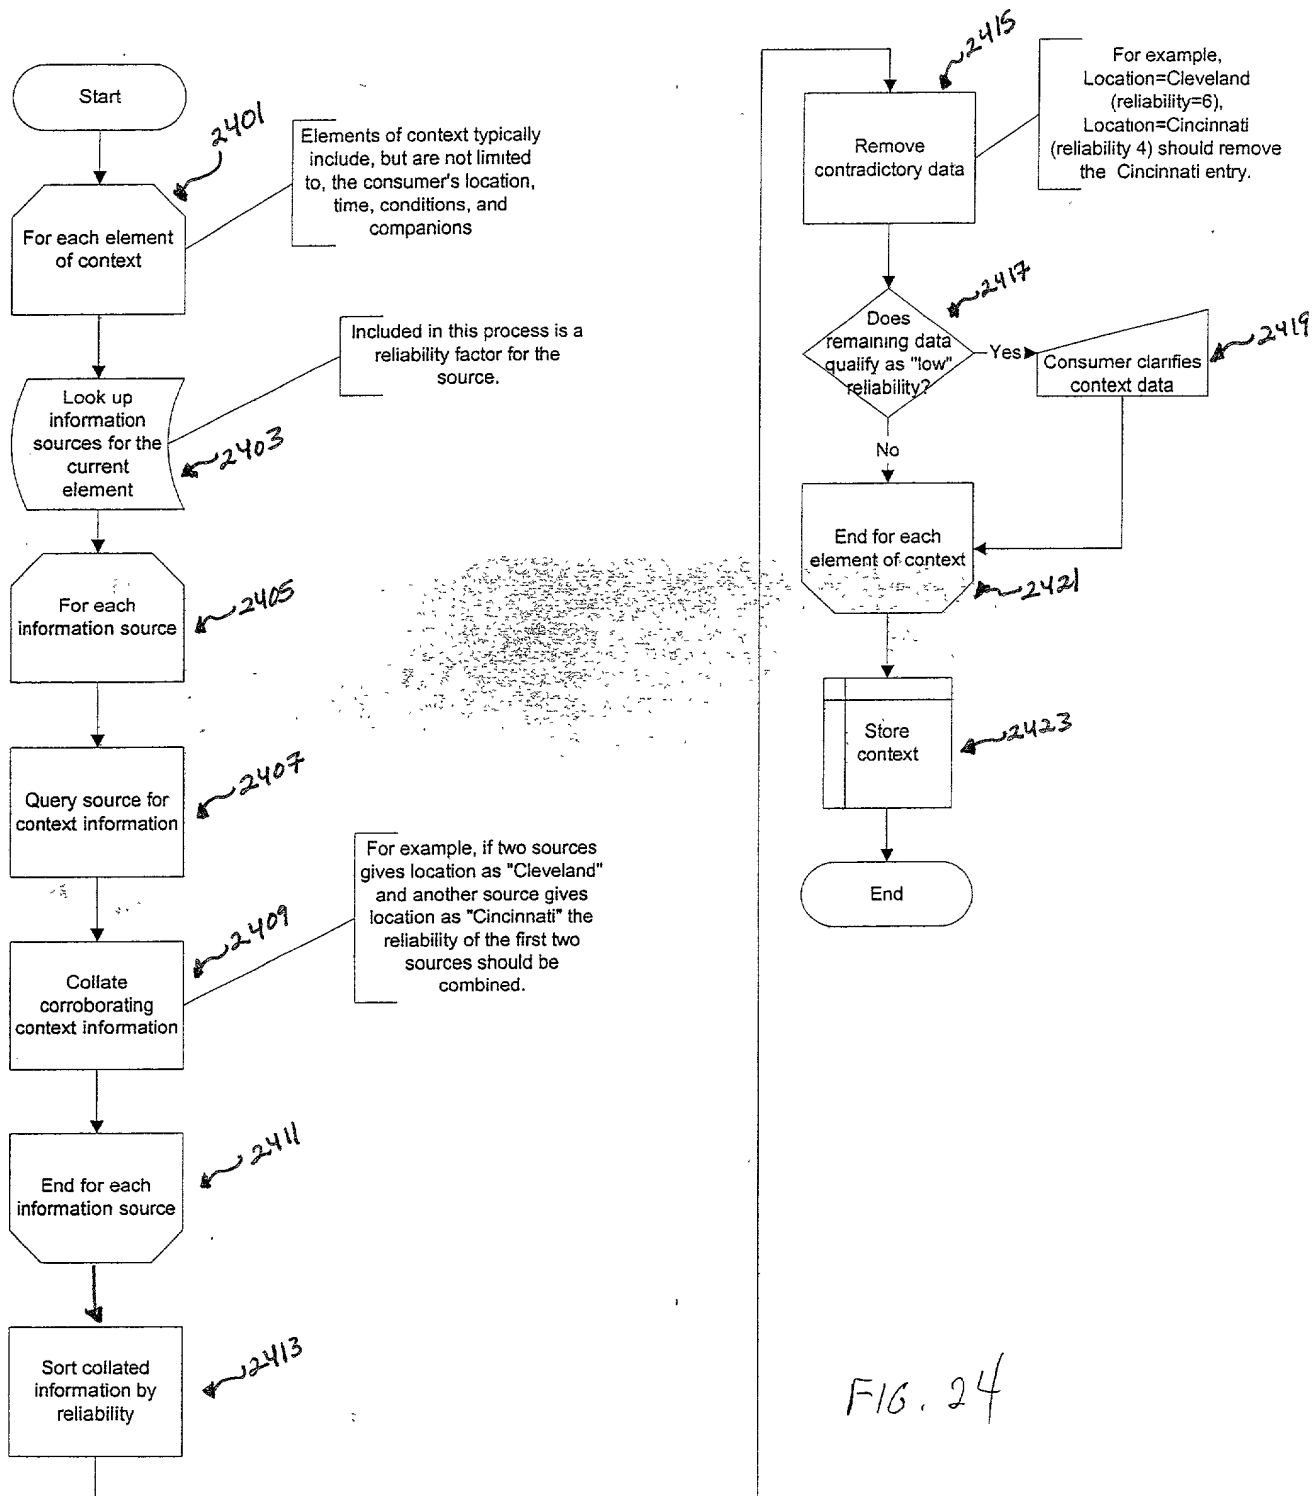 Start
2401
Elements of context typically
include, but are not limited
to, the consumer's location,
time, conditions, and
companions
For each element
of context
Included in this process is a
reliability factor for the
source.
Look up
information
sources for the
current
element
2403
For each
information source
2405
Query source for
context information
2407
For example, if two sources
gives location as "Cleveland"
and another source gives
location as "Cincinnati" the
reliability of the first two
sources should be
combined.
2409
Collate
corroborating
context information
End for each
information source
2411
Sort collated
information by
reliability
2413
2415
For example,
Location=Cleveland
(reliability=6),
Location=Cincinnati
(reliability 4) should remove
the Cincinnati entry.
Remove
contradictory data
2417
Does
remaining data
qualify as "low"
reliability?
Yes
Consumer clarifies
context data
2419
No
End for each
element of context
2421
Store
context
2423
End
FIG. 24